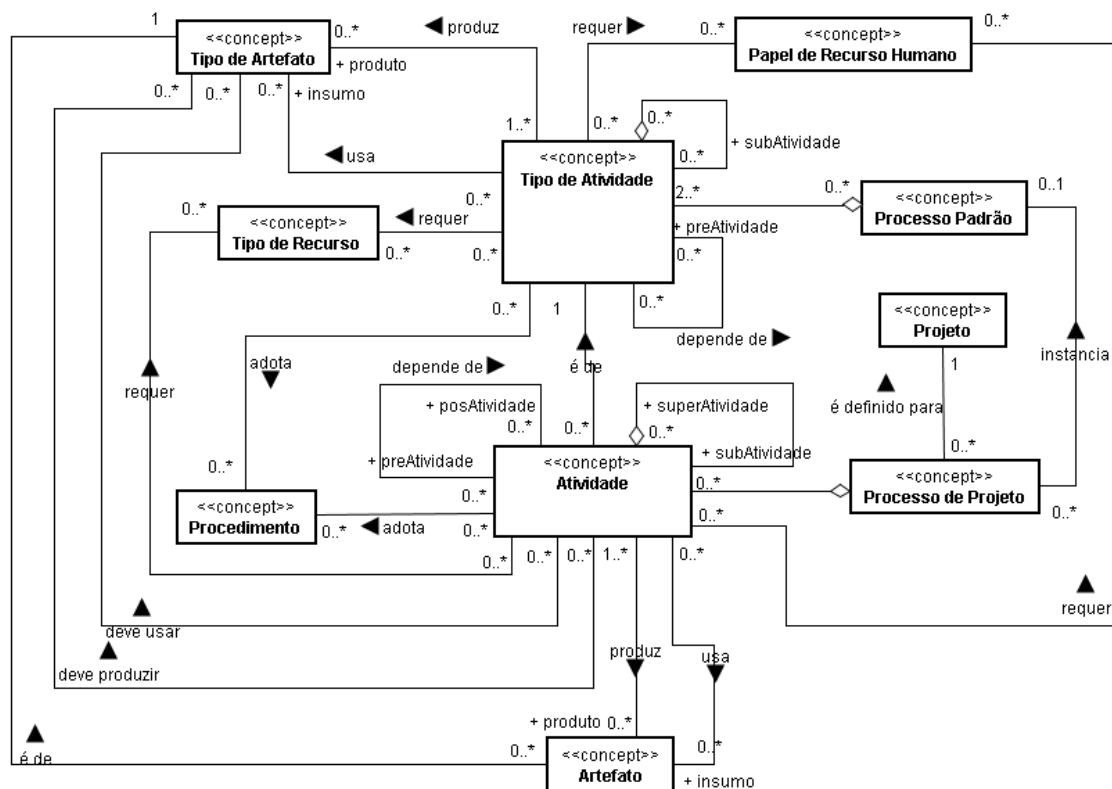 1
0..*
produz
requer
0..*
0..*
<<concept>>
Tipo de Artefato
<<concept>>
Papel de Recurso Humano
+ produto
0..*
0..*
0..*
+ insumo
1..*
0..*
0..*
0..*
+ subAtividade
usa
<<concept>>
Tipo de Atividade
0..*
<<concept>>
Tipo de Recurso
requer
0..*
0..*
0..*
2..*
0..*
<<concept>>
Processo Padrão
0..1
+ preAtividade
0..*
0..*
0..*
1
depende de
<<concept>>
Projeto
1
instancia
é definido para
0..*
adota
requer
é de
depende de
+ posAtividade
0..*
0..*
+ superAtividade
0..*
+ preAtividade
+ subAtividade
<<concept>>
Atividade
0..*
0..*
<<concept>>
Processo de Projeto
0..*
0..*
<<concept>>
Procedimento
0..*
adota
0..*
0..*
0..*
0..*
0..*
1..*
0..*
requer
deve usar
deve produzir
produz
usa
é de
+ produto
0..*
0..*
0..*
<<concept>>
Artefato
+ insumo